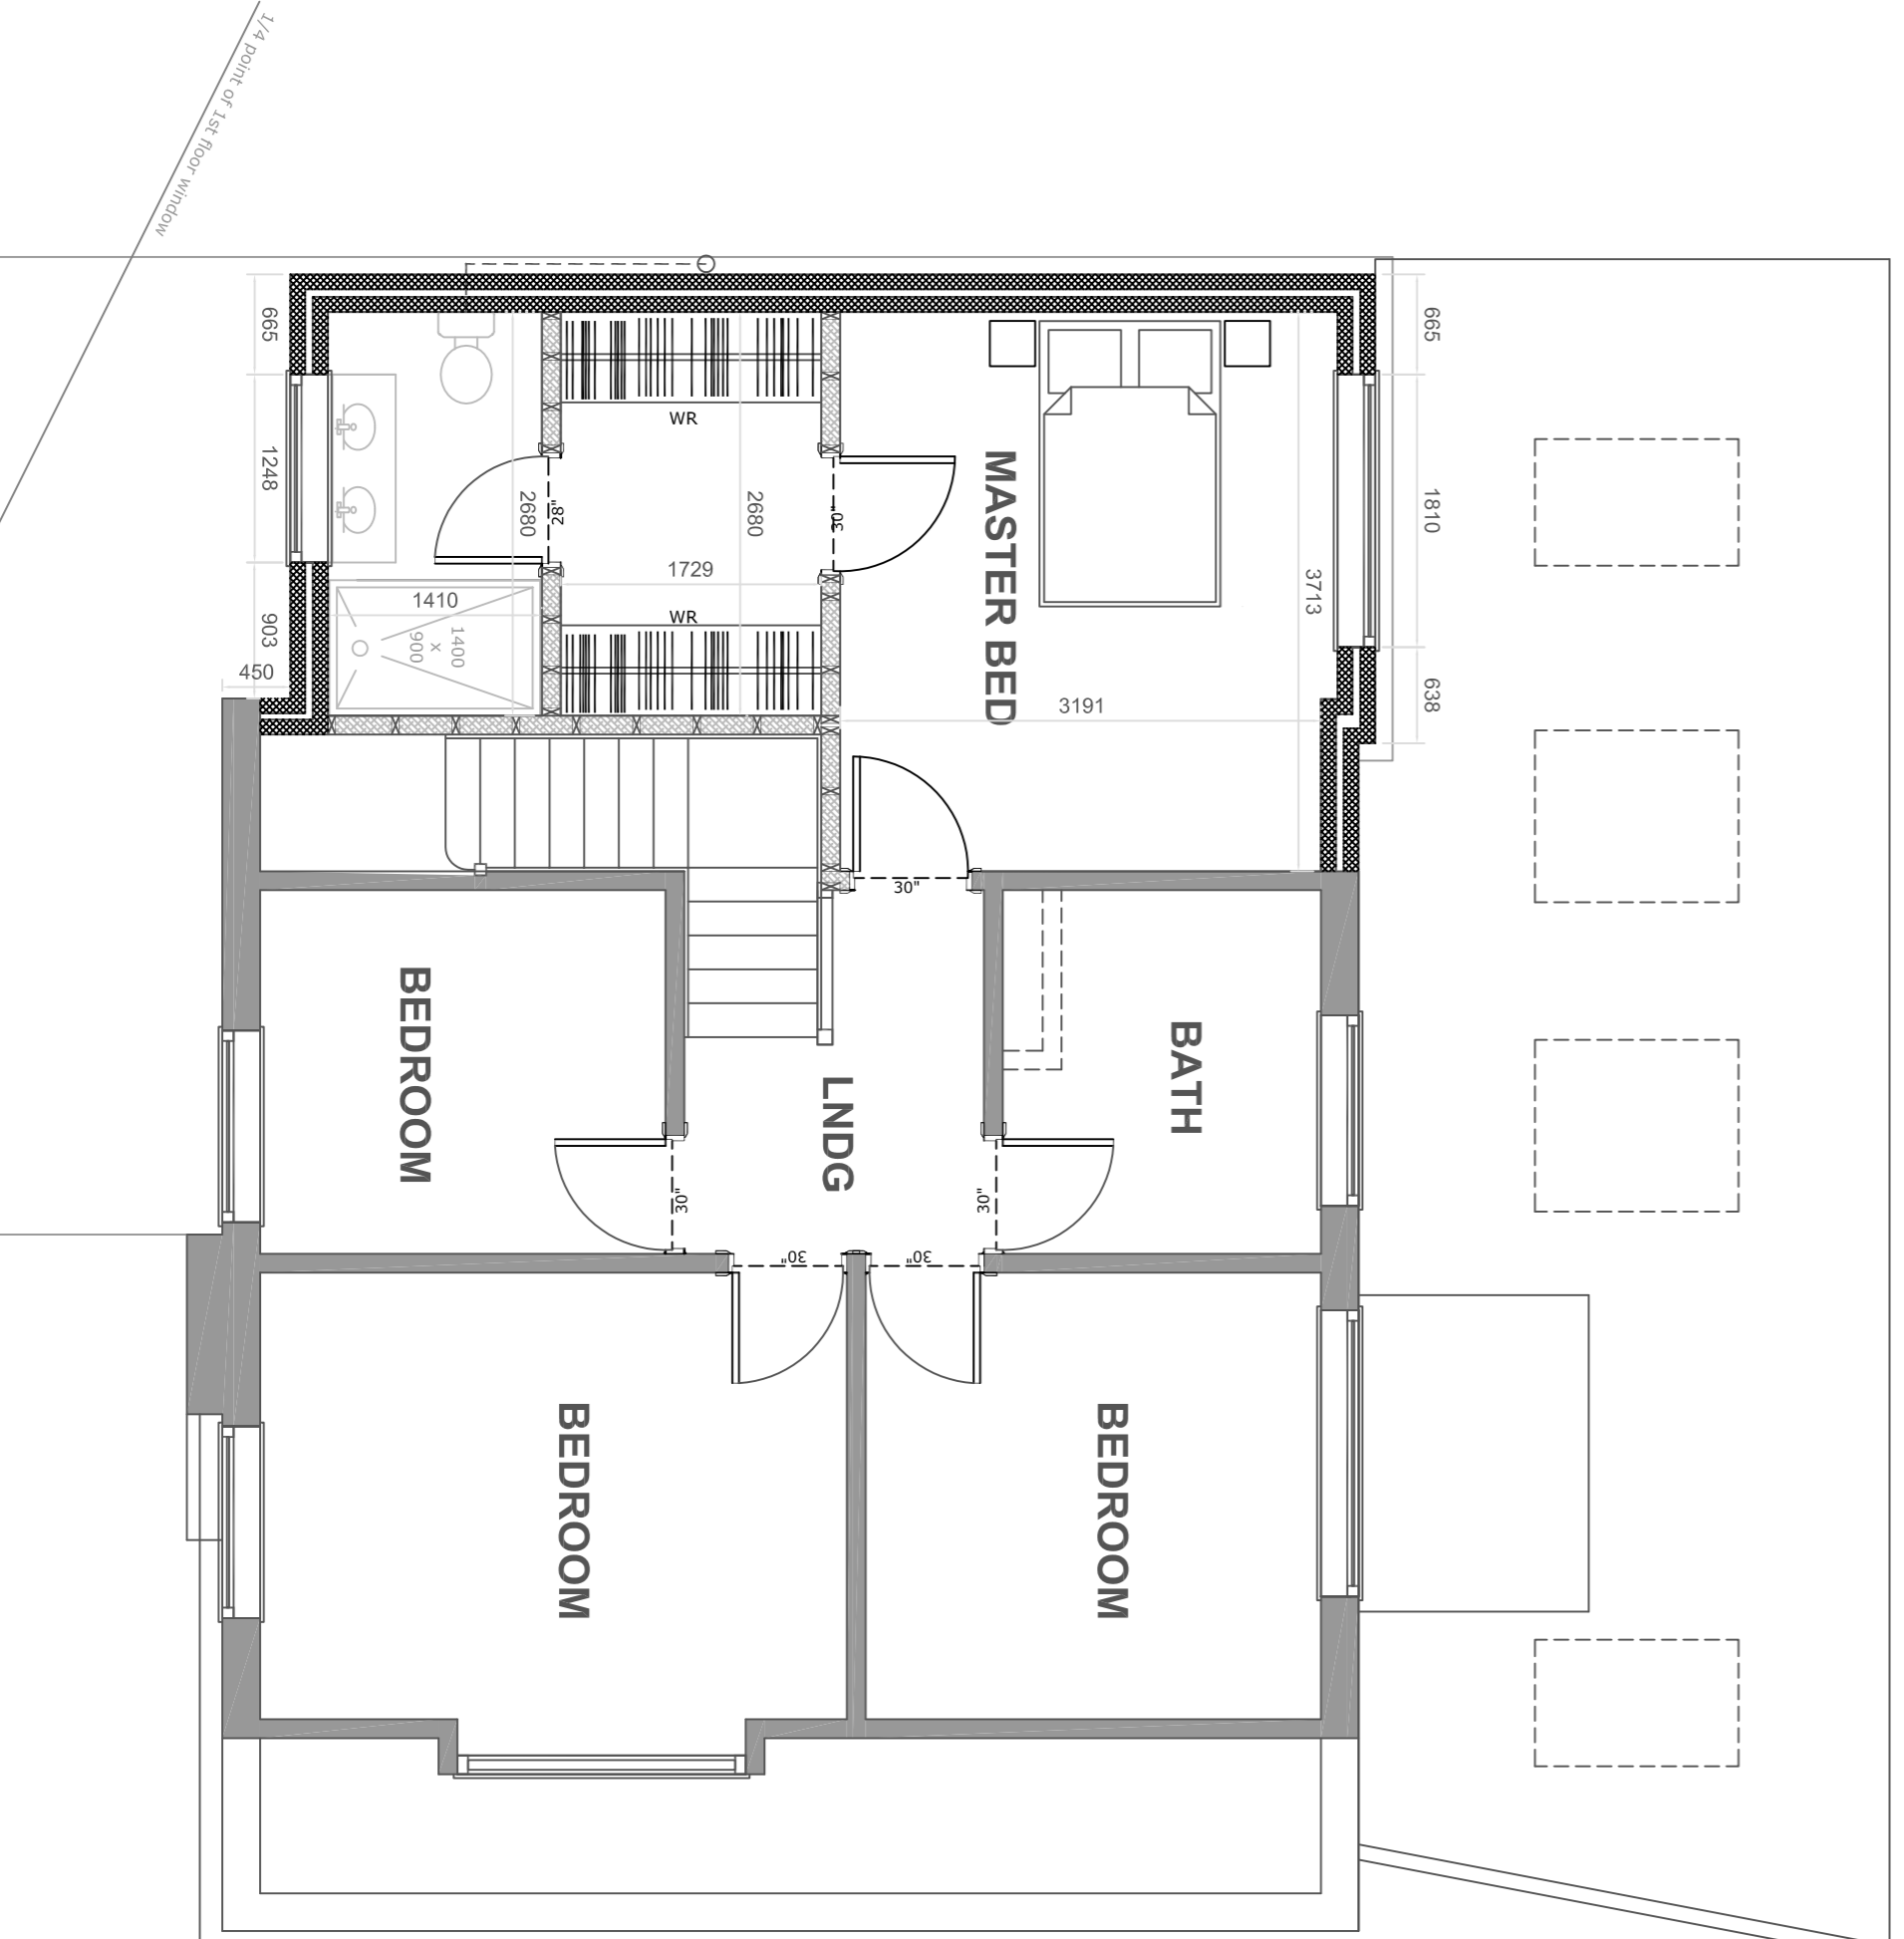 1/4 point of 1st floor window
665
1248
903
450
665
1810
638
WR
WR
2680
28"
2680
30"
1729
1410
1400
x
900
MASTER BED
3713
3191
30"
BEDROOM
LNDG
BATH
30"
30"
30"
30"
BEDROOM
BEDROOM